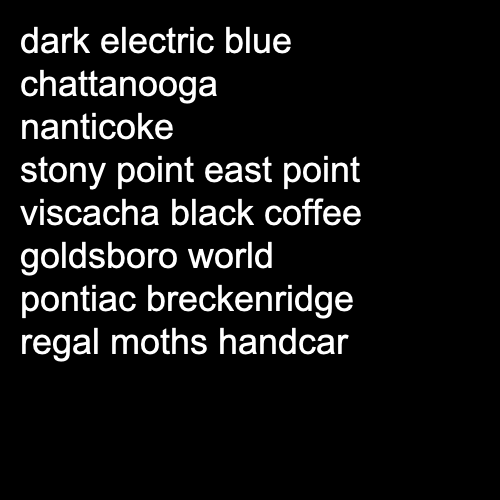 dark electric blue
chattanooga
nanticoke
stony point east point
viscacha black coffee
goldsboro world
pontiac breckenridge
regal moths handcar